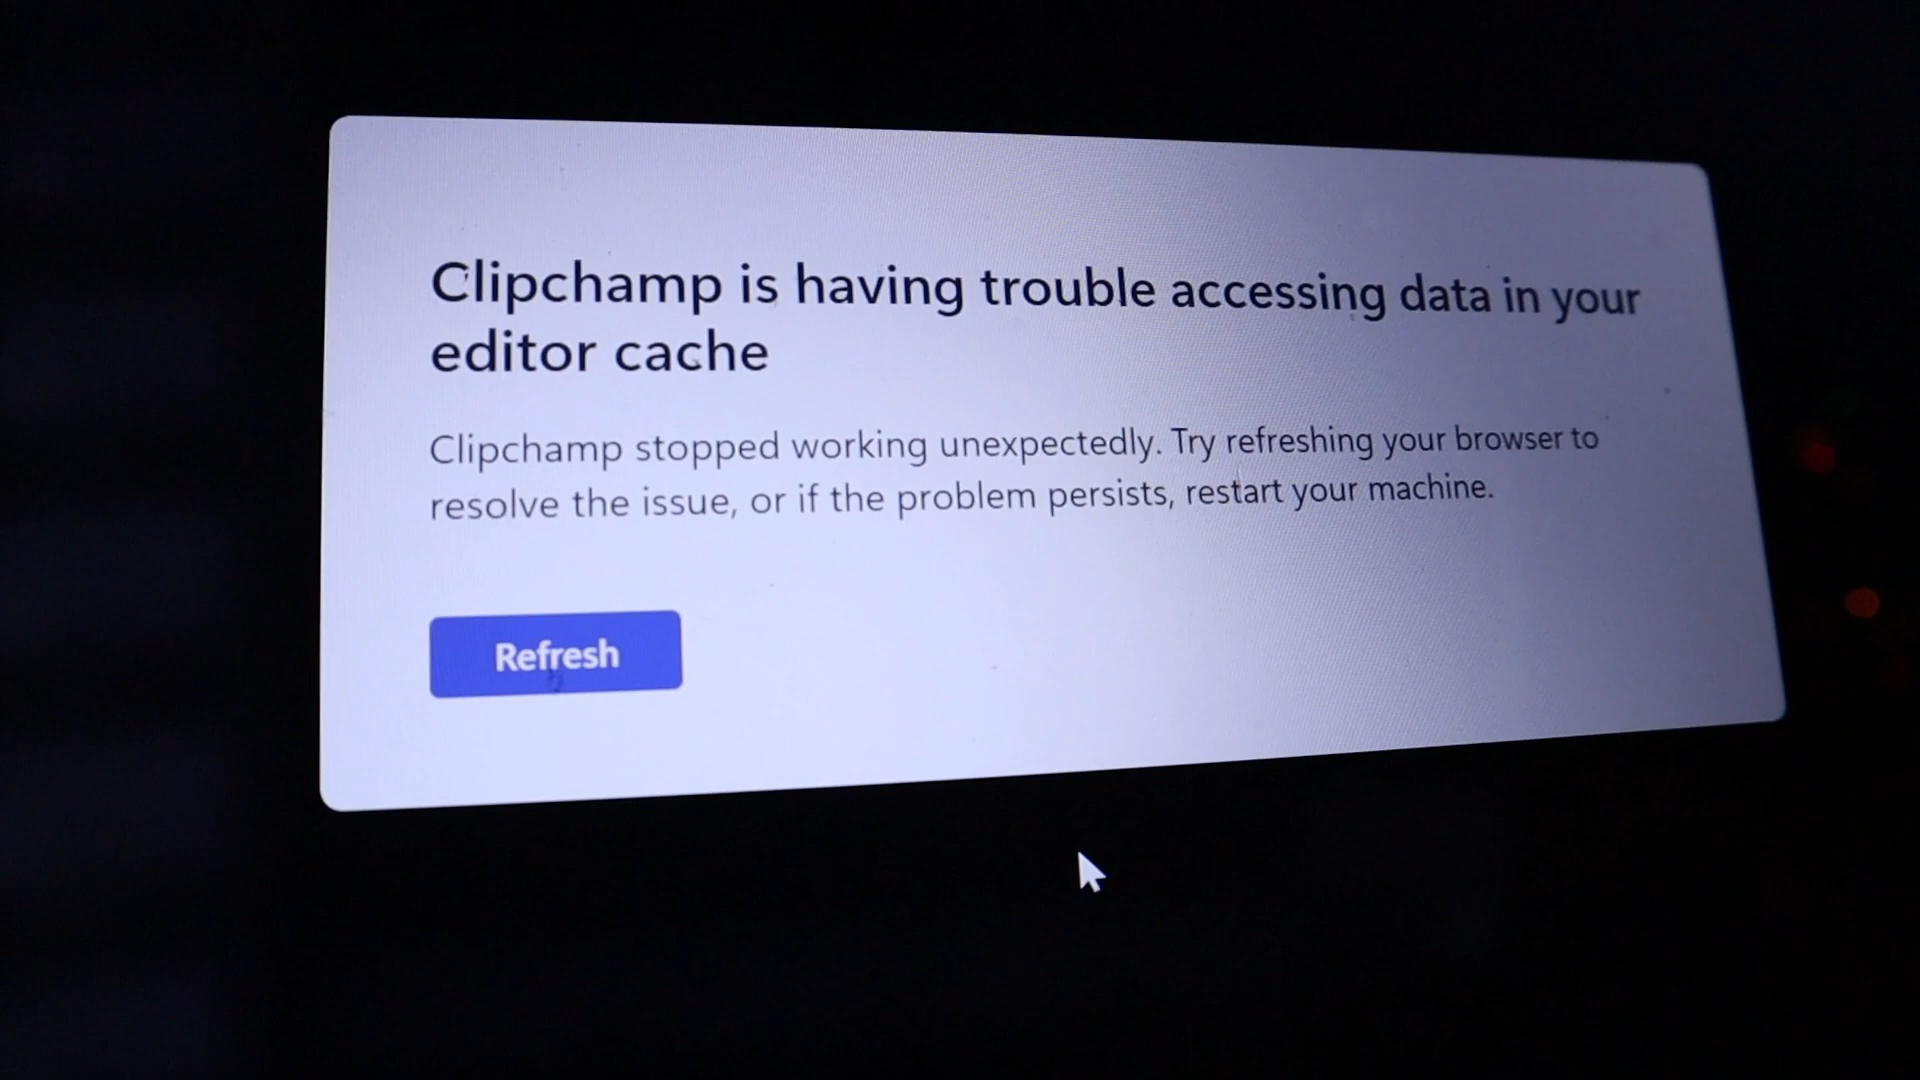 Clipchamp is having trouble accessing data in your
editor cache
Clipchamp stopped working unexpectedly. Try refreshing your browser to
resolve the issue, or if the problem persists, restart your machine.
Refresh